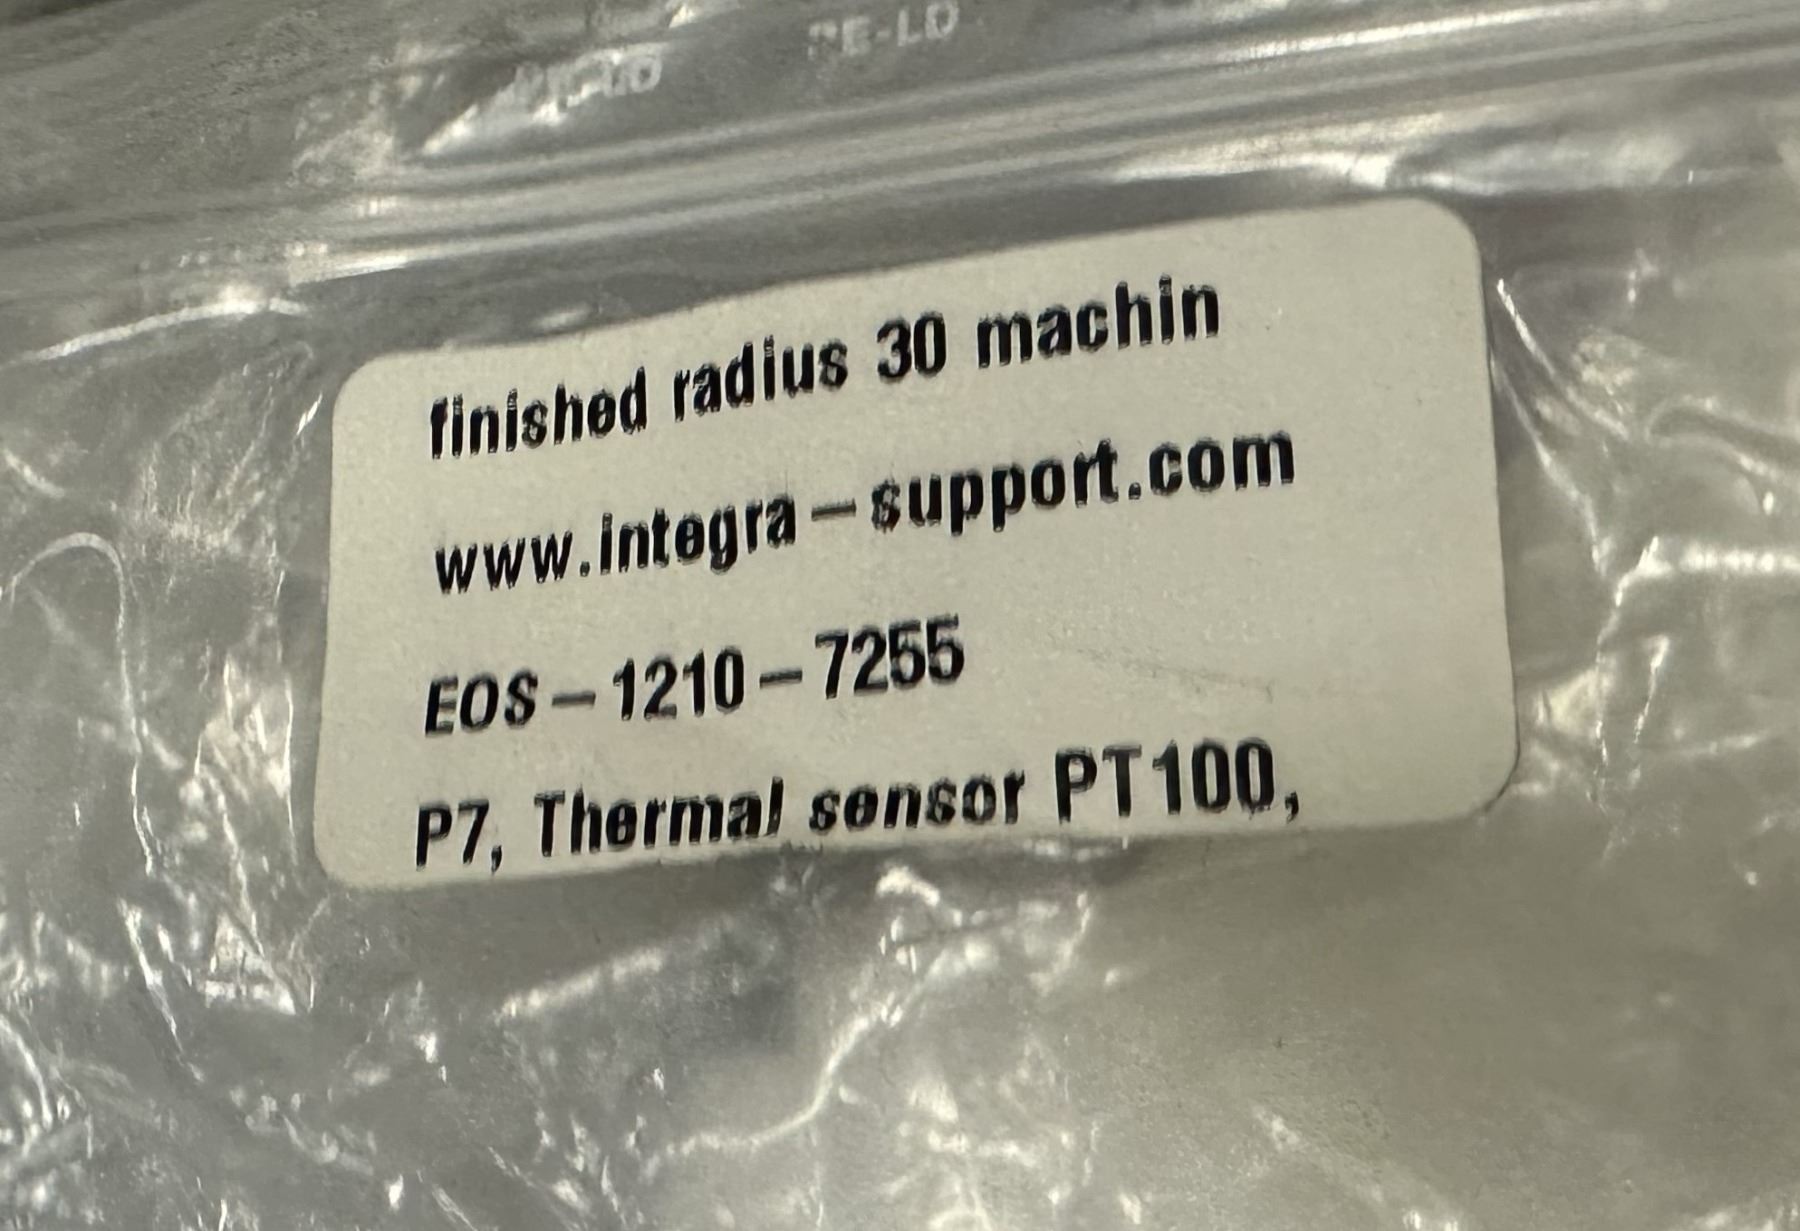 finished radius 30 machin
www.integra-support.com
EOS-1210-7255
P7, Thermal sensor PT100,